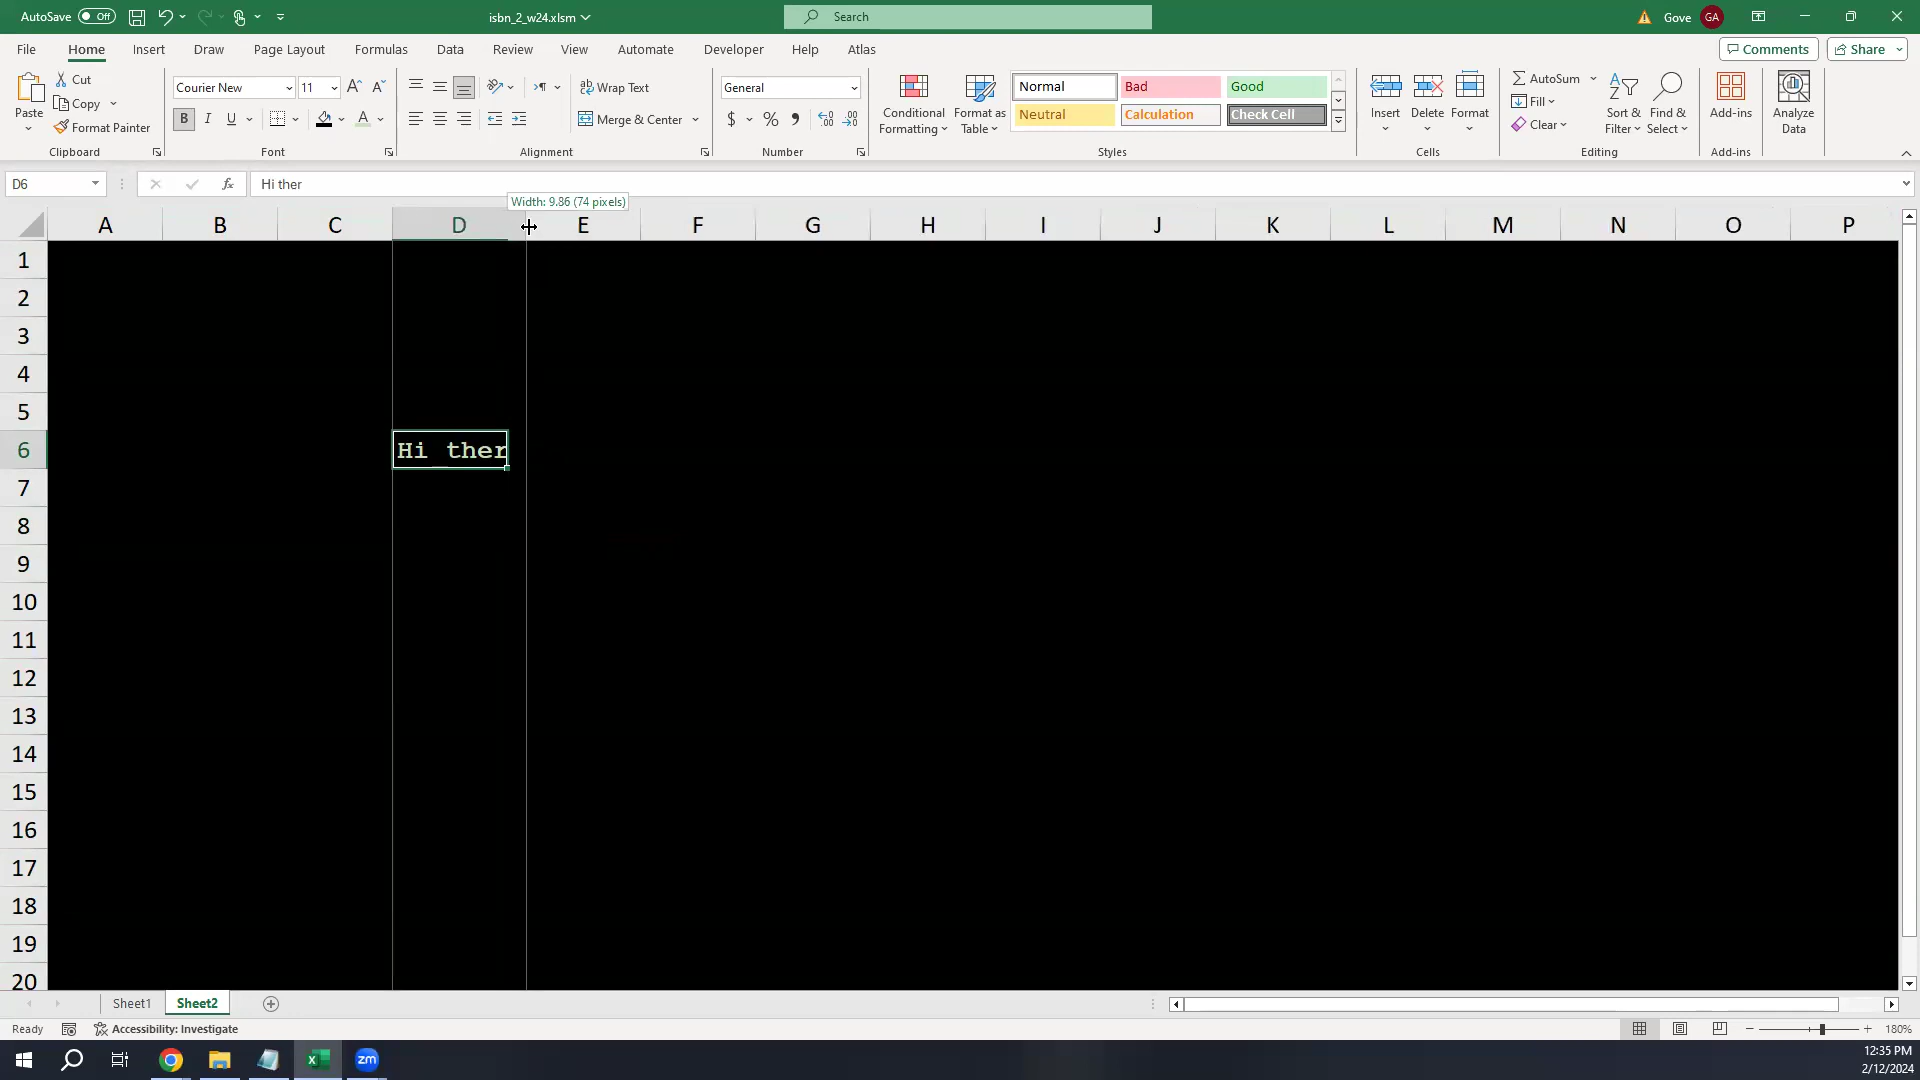 AutoSave Off isbn_2_w24.xlsm Search Gove GA
File Home Insert Draw Page Layout Formulas Data Review View Automate Developer Help Atlas Comments Share
Paste Cut Copy Format Painter Clipboard
Courier New 11 B I U A Font
Wrap Text Merge & Center Alignment
General $ % Number
Conditional Formatting Format as Table Normal Bad Good Neutral Calculation Check Cell Styles
Insert Delete Format Cells
AutoSum Fill Clear Sort & Filter Find & Select Editing
Add-ins Add-ins
Analyze Data
D6 fx Hi ther
Width: 9.86 (74 pixels)
A B C D E F G H I J K L M N O P
1
2
3
4
5
6 Hi ther
7
8
9
10
11
12
13
14
15
16
17
18
19
20
Sheet1 Sheet2
Ready Accessibility: Investigate 180%
zm 12:35 PM
2/12/2024